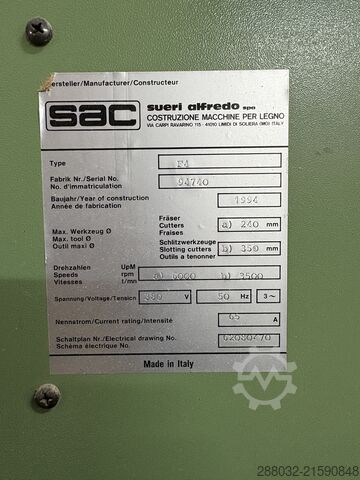 Hersteller/Manufacturer/Constructeur
sac sueri alfredo spa
COSTRUZIONE MACCHINE PER LEGNO
VIA CARPI RAVARINO 115 - 41010 LIMIDI DI SOLIERA (MO) ITALY
Type F4
Fabrik Nr./Serial No. 94740
No. d'immatriculation
Baujahr/Year of construction 1994
Année de fabrication
Max. Werkzeug Ø
Max. tool Ø
Outil maxi Ø
Fräser
Cutters a) 240 mm
Fraises
Schlitzwerkzeuge
Slotting cutters b) 350 mm
Outils a tenonner
Drehzahlen UpM
Speeds rpm a) 6000 b) 3500
Vitesses t/mn
Spannung/Voltage/Tension 380 V 50 Hz 3~
Nennstrom/Current rating/Intensité 65 A
Schaltplan Nr./Electrical drawing No. 02080470
Schéma électrique No.
Made in Italy
288032-21590848